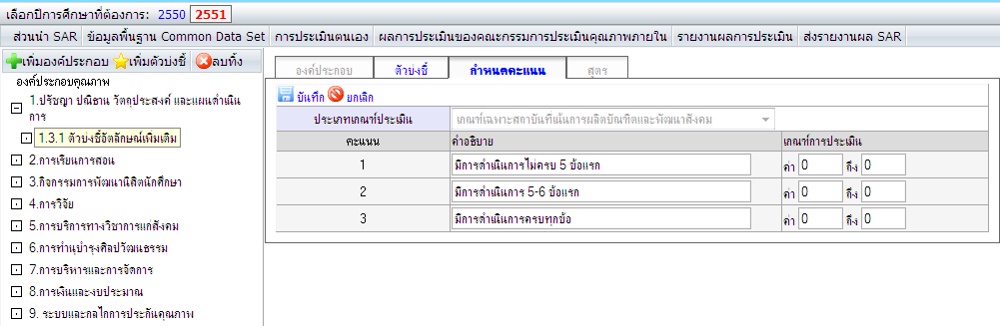 เลือกปีการศึกษาที่ต้องการ: 2550 2551
ส่วนนำ SAR ข้อมูลพื้นฐาน Common Data Set การประเมินตนเอง ผลการประเมินของคณะกรรมการประเมินคุณภาพภายใน รายงานผลการประเมิน ส่งรายงานผล SAR
เพิ่มองค์ประกอบ เพิ่มตัวบ่งชี้ ลบทิ้ง
องค์ประกอบคุณภาพ
1.ปรัชญา ปณิธาน วัตถุประสงค์ และแผนดำเนิน
การ
1.3.1 ตัวบ่งชี้อัตลักษณ์เพิ่มเติม
2.การเรียนการสอน
3.กิจกรรมการพัฒนานิสิตนักศึกษา
4.การวิจัย
5.การบริการทางวิชาการแก่สังคม
6.การทำนุบำรุงศิลปวัฒนธรรม
7.การบริหารและการจัดการ
8.การเงินและงบประมาณ
9. ระบบและกลไกการประกันคุณภาพ
องค์ประกอบ ตัวบ่งชี้ กำหนดคะแนน สูตร
บันทึก ยกเลิก
ประเภทเกณฑ์ประเมิน เกณฑ์เฉพาะสถาบันที่เน้นการผลิตบัณฑิตและพัฒนาสังคม
คะแนน คำอธิบาย เกณฑ์การประเมิน
1 มีการดำเนินการไม่ครบ 5 ข้อแรก ค่า 0 ถึง 0
2 มีการดำเนินการ 5-6 ข้อแรก ค่า 0 ถึง 0
3 มีการดำเนินการครบทุกข้อ ค่า 0 ถึง 0